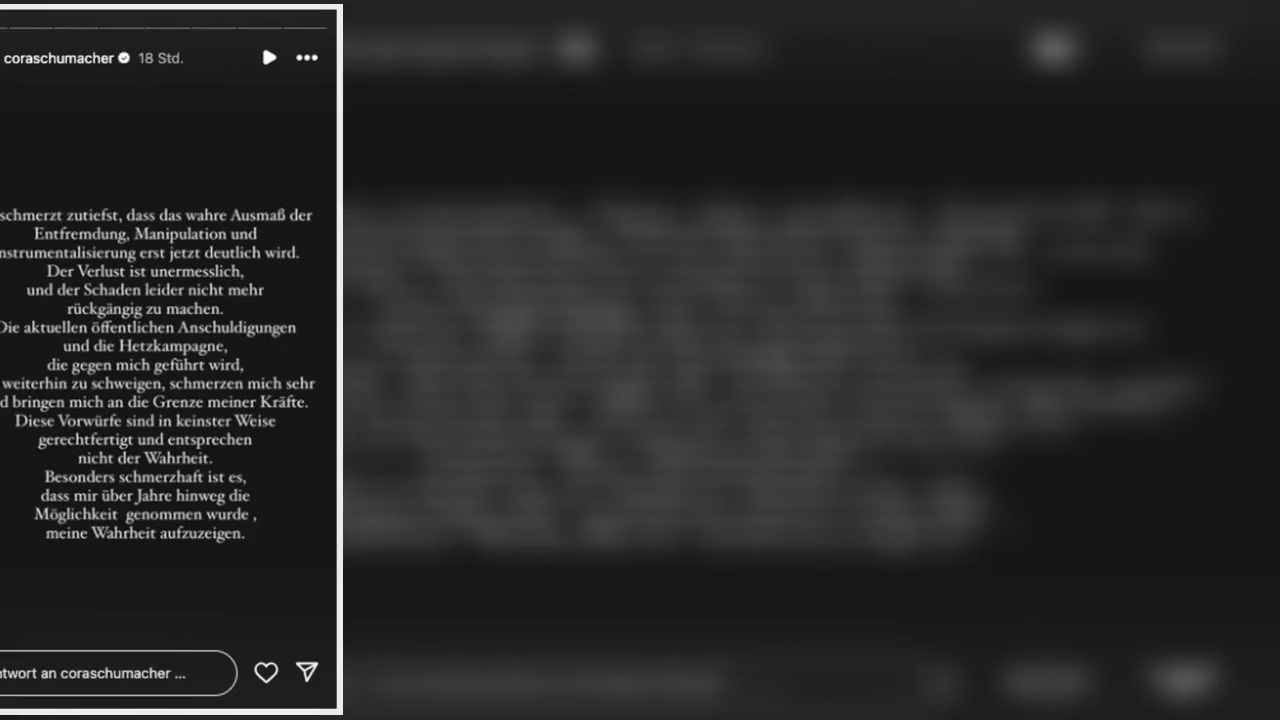 coraschumacher 18 Std.
schmerzt zutiefst, dass das wahre Ausmaß der
Entfremdung, Manipulation und
nstrumentalisierung erst jetzt deutlich wird.
Der Verlust ist unermesslich,
und der Schaden leider nicht mehr
rückgängig zu machen.
Die aktuellen öffentlichen Anschuldigungen
und die Hetzkampagne,
die gegen mich geführt wird,
weiterhin zu schweigen, schmerzen mich sehr
d bringen mich an die Grenze meiner Kräfte.
Diese Vorwürfe sind in keinster Weise
gerechtfertigt und entsprechen
nicht der Wahrheit.
Besonders schmerzhaft ist es,
dass mir über Jahre hinweg die
Möglichkeit genommen wurde ,
meine Wahrheit aufzuzeigen.
ntwort an coraschumacher ...